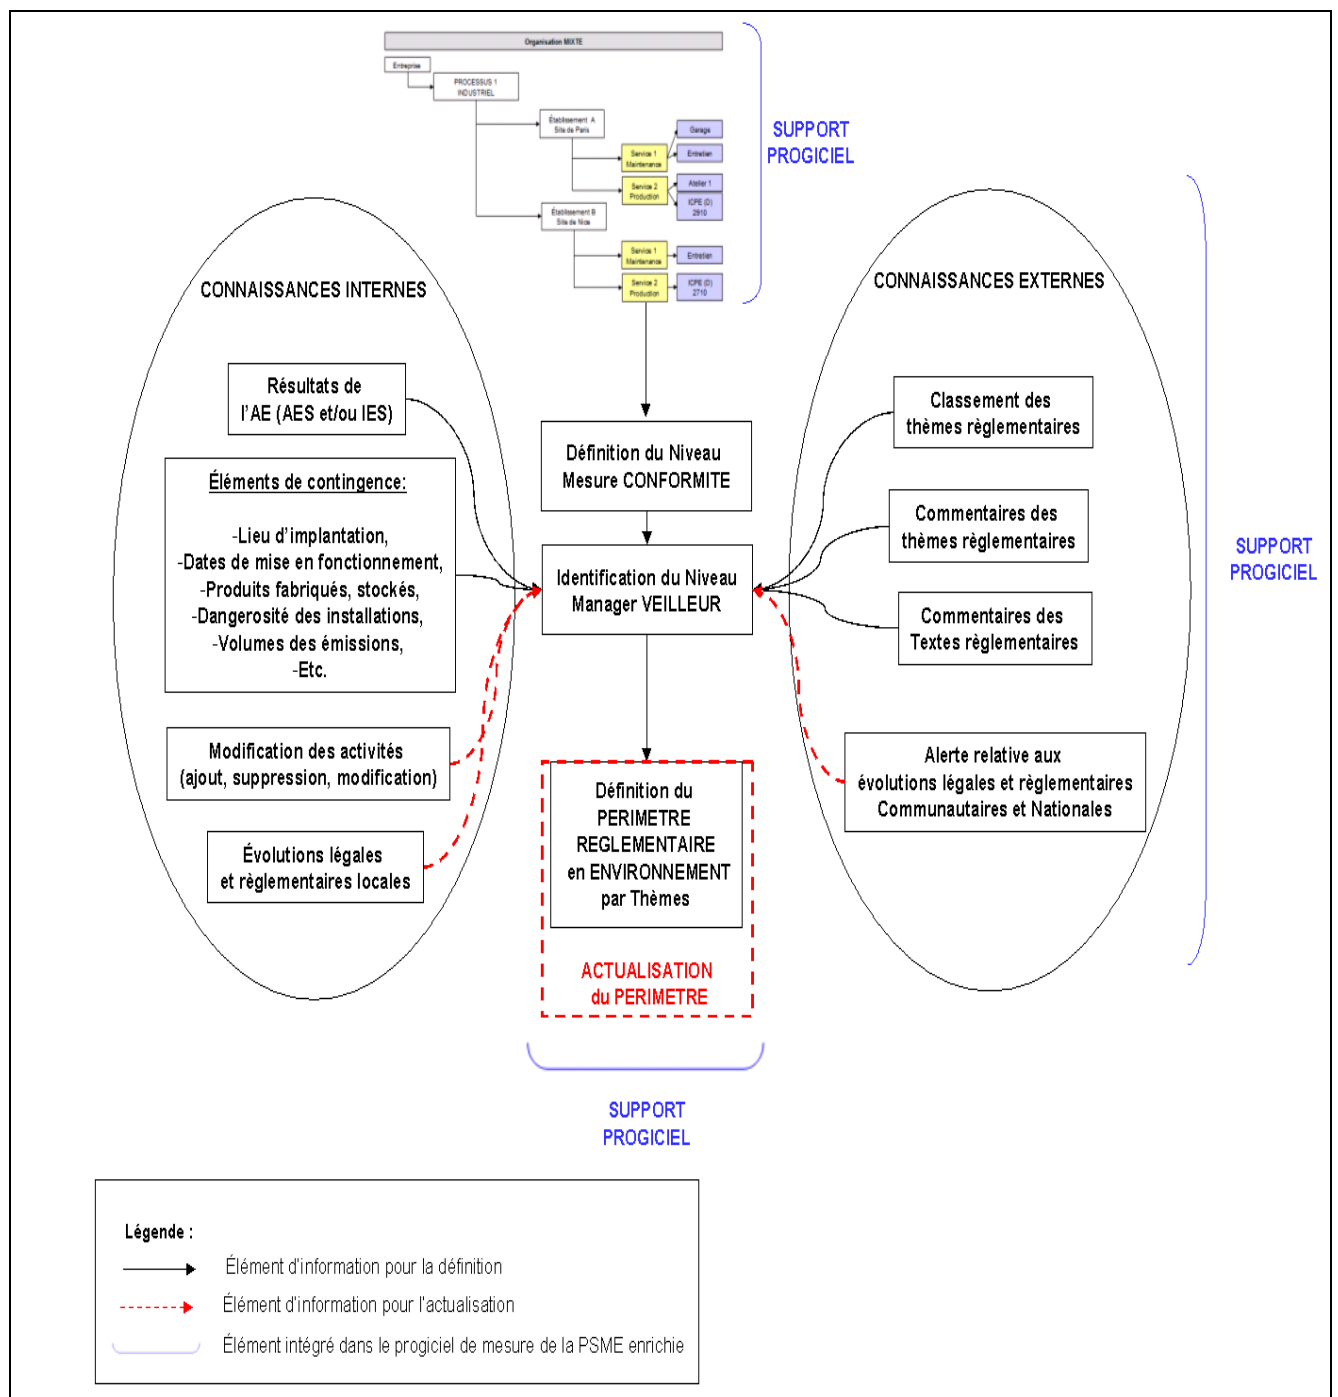 Organisation MIXTE
Entreprise
PROCESSUS 1
INDUSTRIEL
Établissement A
Site de Paris
Garage
Service 1
Maintenance
Entretien
Service 2
Production
Atelier 1
ICPE (D)
2910
Établissement B
Site de Nice
Service 1
Maintenance
Entretien
Service 2
Production
ICPE (D)
2710
SUPPORT
PROGICIEL
CONNAISSANCES INTERNES
Résultats de
l'AE (AES et/ou IES)
Éléments de contingence:
-Lieu d'implantation,
-Dates de mise en fonctionnement,
-Produits fabriqués, stockés,
-Dangerosité des installations,
-Volumes des émissions,
-Etc.
Modification des activités
(ajout, suppression, modification)
Évolutions légales
et règlementaires locales
Définition du Niveau
Mesure CONFORMITE
Identification du Niveau
Manager VEILLEUR
Définition du
PERIMETRE
REGLEMENTAIRE
en ENVIRONNEMENT
par Thèmes
ACTUALISATION
du PERIMETRE
SUPPORT
PROGICIEL
CONNAISSANCES EXTERNES
Classement des
thèmes règlementaires
Commentaires des
thèmes règlementaires
Commentaires des
Textes règlementaires
Alerte relative aux
évolutions légales et règlementaires
Communautaires et Nationales
SUPPORT
PROGICIEL
Légende :
Élément d'information pour la définition
Élément d'information pour l'actualisation
Élément intégré dans le progiciel de mesure de la PSME enrichie